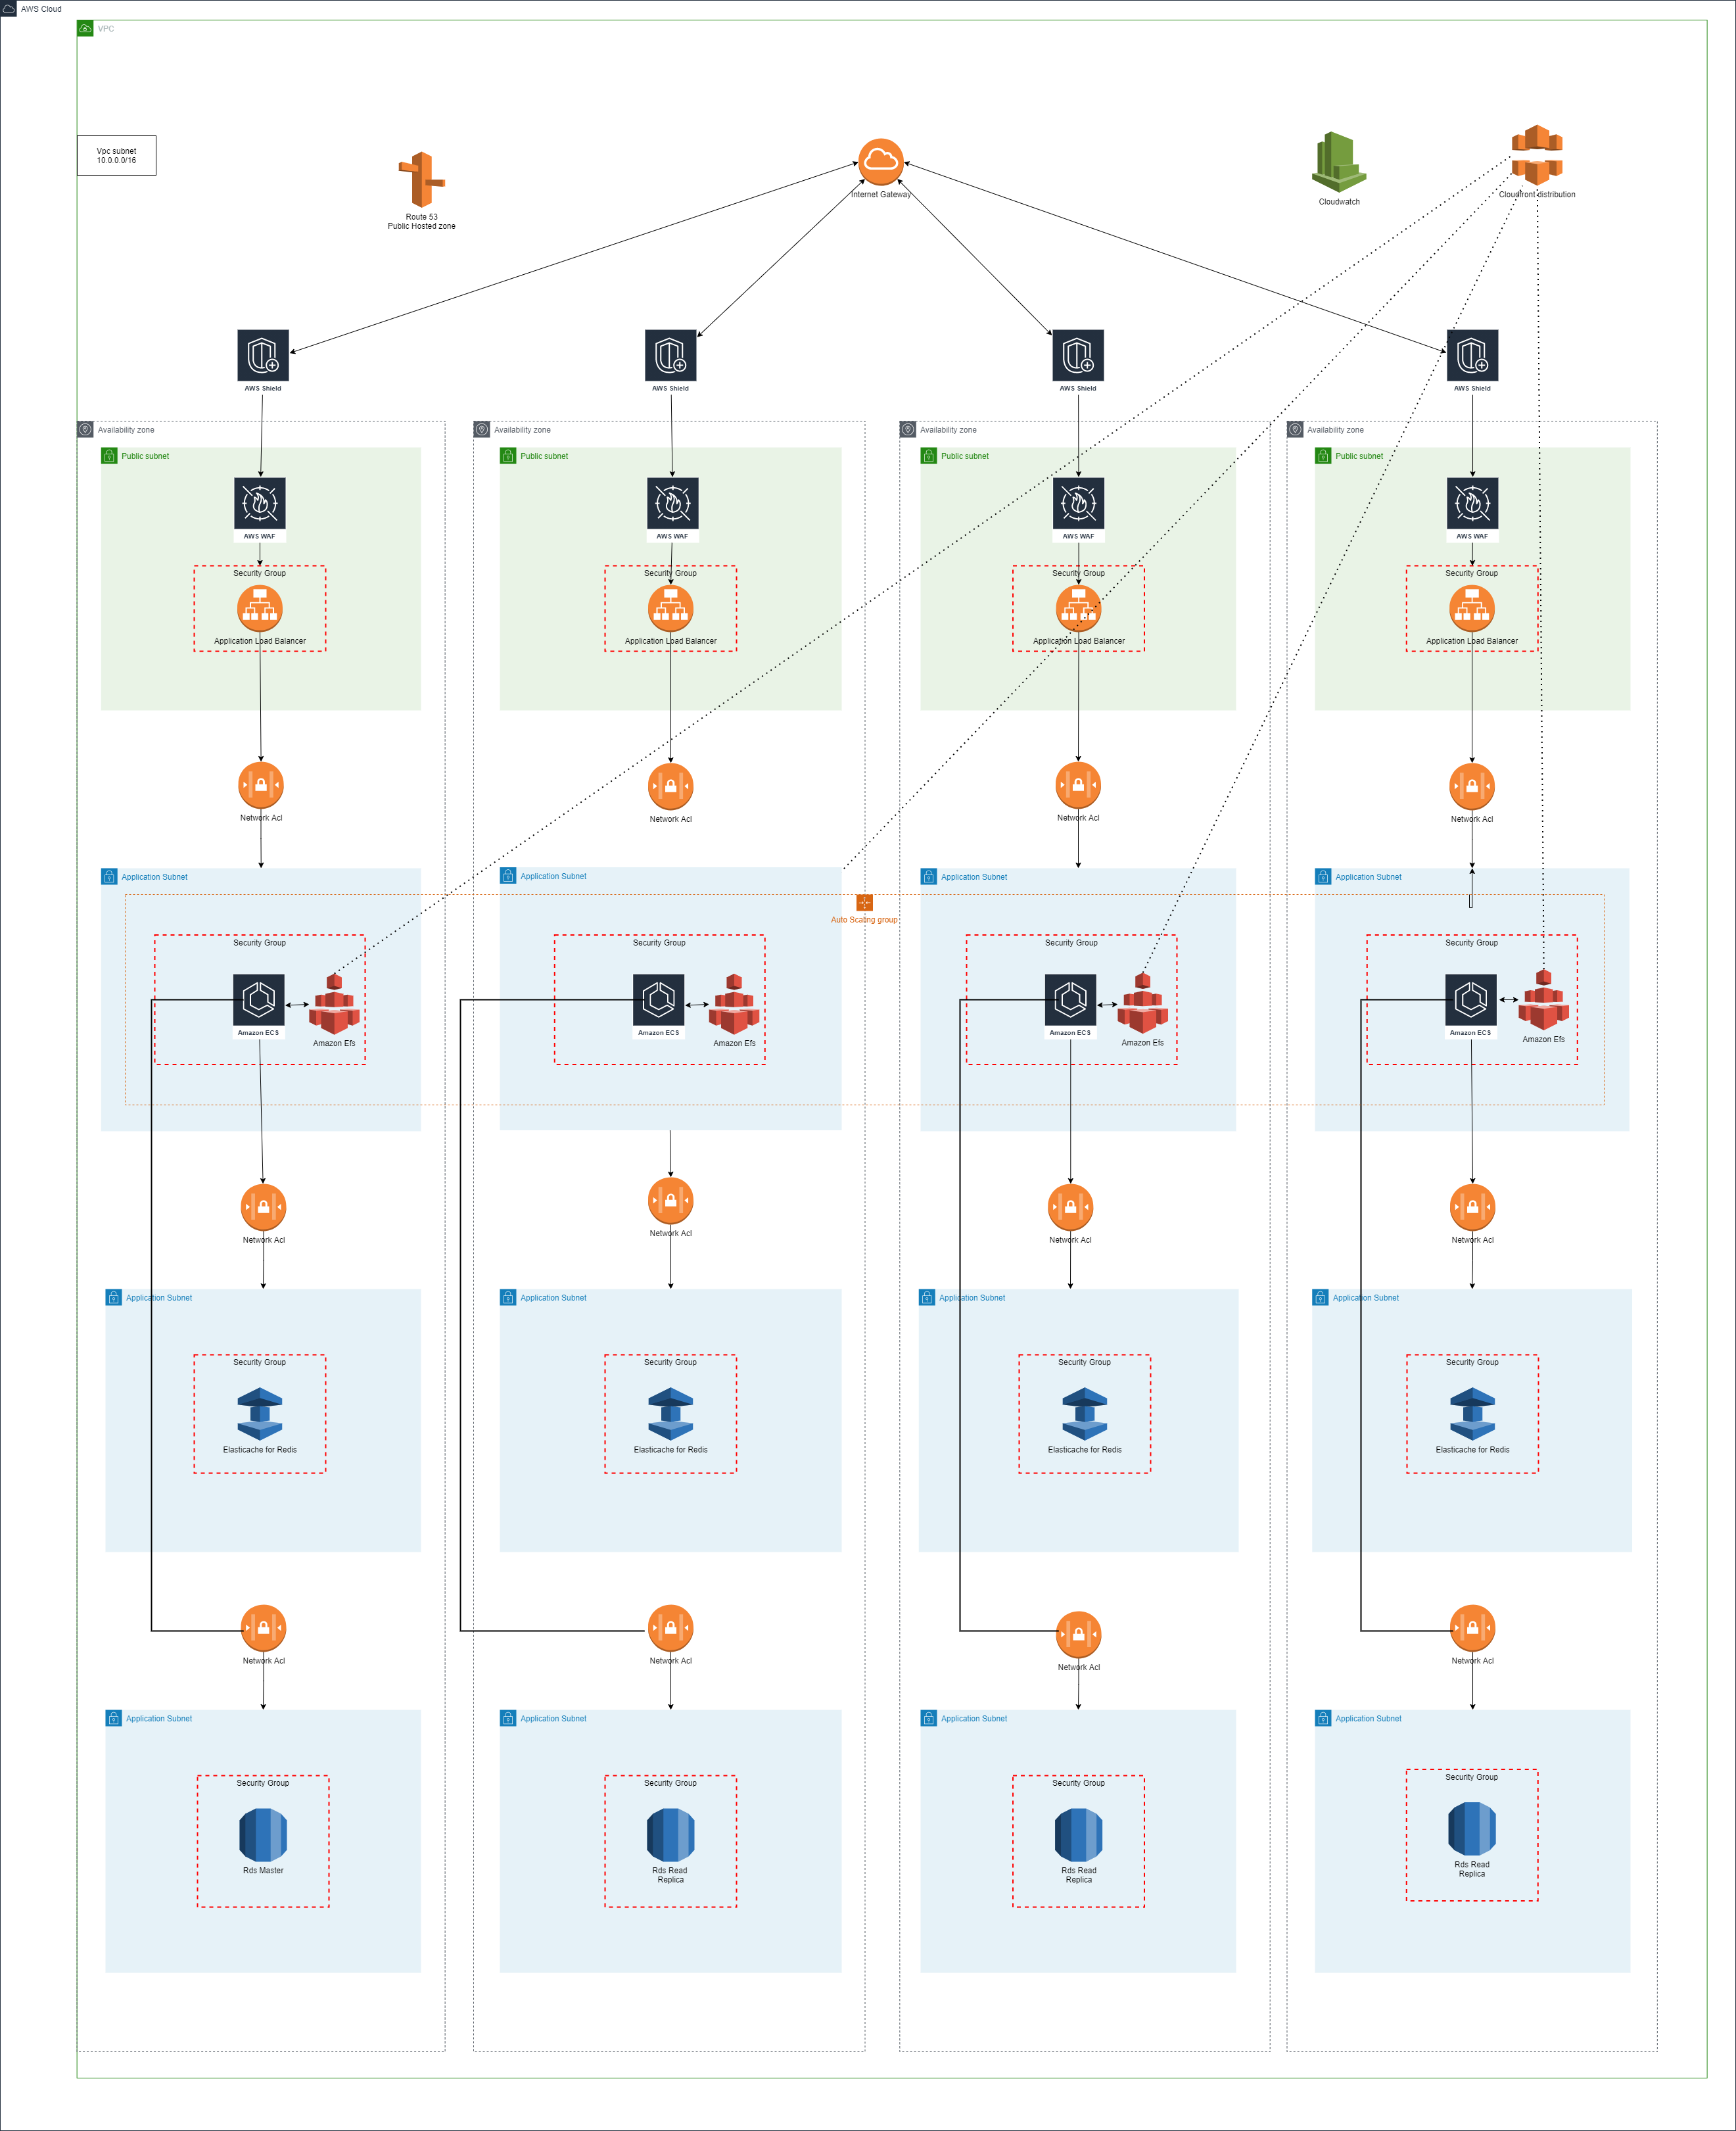 AWS Cloud
VPC
Vpc subnet
10.0.0.0/16
Route 53
Public Hosted zone
Internet Gateway
Cloudwatch
Cloudfront distribution
AWS Shield
AWS Shield
AWS Shield
AWS Shield
Availability zone
Availability zone
Availability zone
Availability zone
Public subnet
Public subnet
Public subnet
Public subnet
AWS WAF
AWS WAF
AWS WAF
AWS WAF
Security Group
Security Group
Security Group
Security Group
Application Load Balancer
Application Load Balancer
Application Load Balancer
Application Load Balancer
Network Acl
Network Acl
Network Acl
Network Acl
Application Subnet
Application Subnet
Application Subnet
Application Subnet
Auto Scaling group
Security Group
Security Group
Security Group
Security Group
Amazon ECS
Amazon Efs
Amazon ECS
Amazon Efs
Amazon ECS
Amazon Efs
Amazon ECS
Amazon Efs
Network Acl
Network Acl
Network Acl
Network Acl
Application Subnet
Application Subnet
Application Subnet
Application Subnet
Security Group
Security Group
Security Group
Security Group
Elasticache for Redis
Elasticache for Redis
Elasticache for Redis
Elasticache for Redis
Network Acl
Network Acl
Network Acl
Network Acl
Application Subnet
Application Subnet
Application Subnet
Application Subnet
Security Group
Security Group
Security Group
Security Group
Rds Master
Rds Read
Replica
Rds Read
Replica
Rds Read
Replica